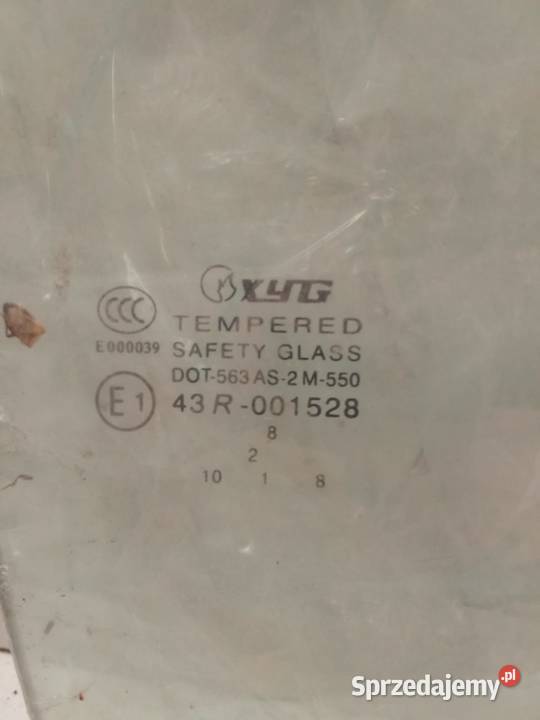 XYG
CCC
TEMPERED
E000039 SAFETY GLASS
DOT-563 AS-2 M-550
E1 43R-001528
8
2
10 1 8
Sprzedajemy.pl